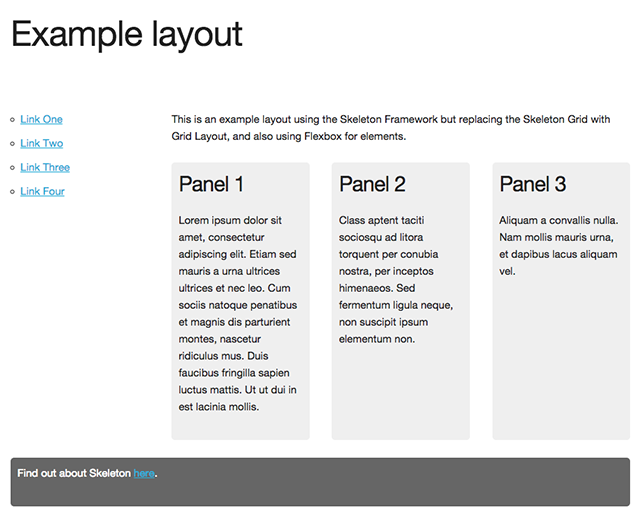 Example layout
Link One
Link Two
Link Three
Link Four
This is an example layout using the Skeleton Framework but replacing the Skeleton Grid with
Grid Layout, and also using Flexbox for elements.
Panel 1
Lorem ipsum dolor sit
amet, consectetur
adipiscing elit. Etiam sed
mauris a urna ultrices
ultrices et nec leo. Cum
sociis natoque penatibus
et magnis dis parturient
montes, nascetur
ridiculus mus. Duis
faucibus fringilla sapien
luctus mattis. Ut ut dui in
est lacinia mollis.
Panel 2
Class aptent taciti
sociosqu ad litora
torquent per conubia
nostra, per inceptos
himenaeos. Sed
fermentum ligula neque,
non suscipit ipsum
elementum non.
Panel 3
Aliquam a convallis nulla.
Nam mollis mauris urna,
et dapibus lacus aliquam
vel.
Find out about Skeleton here.